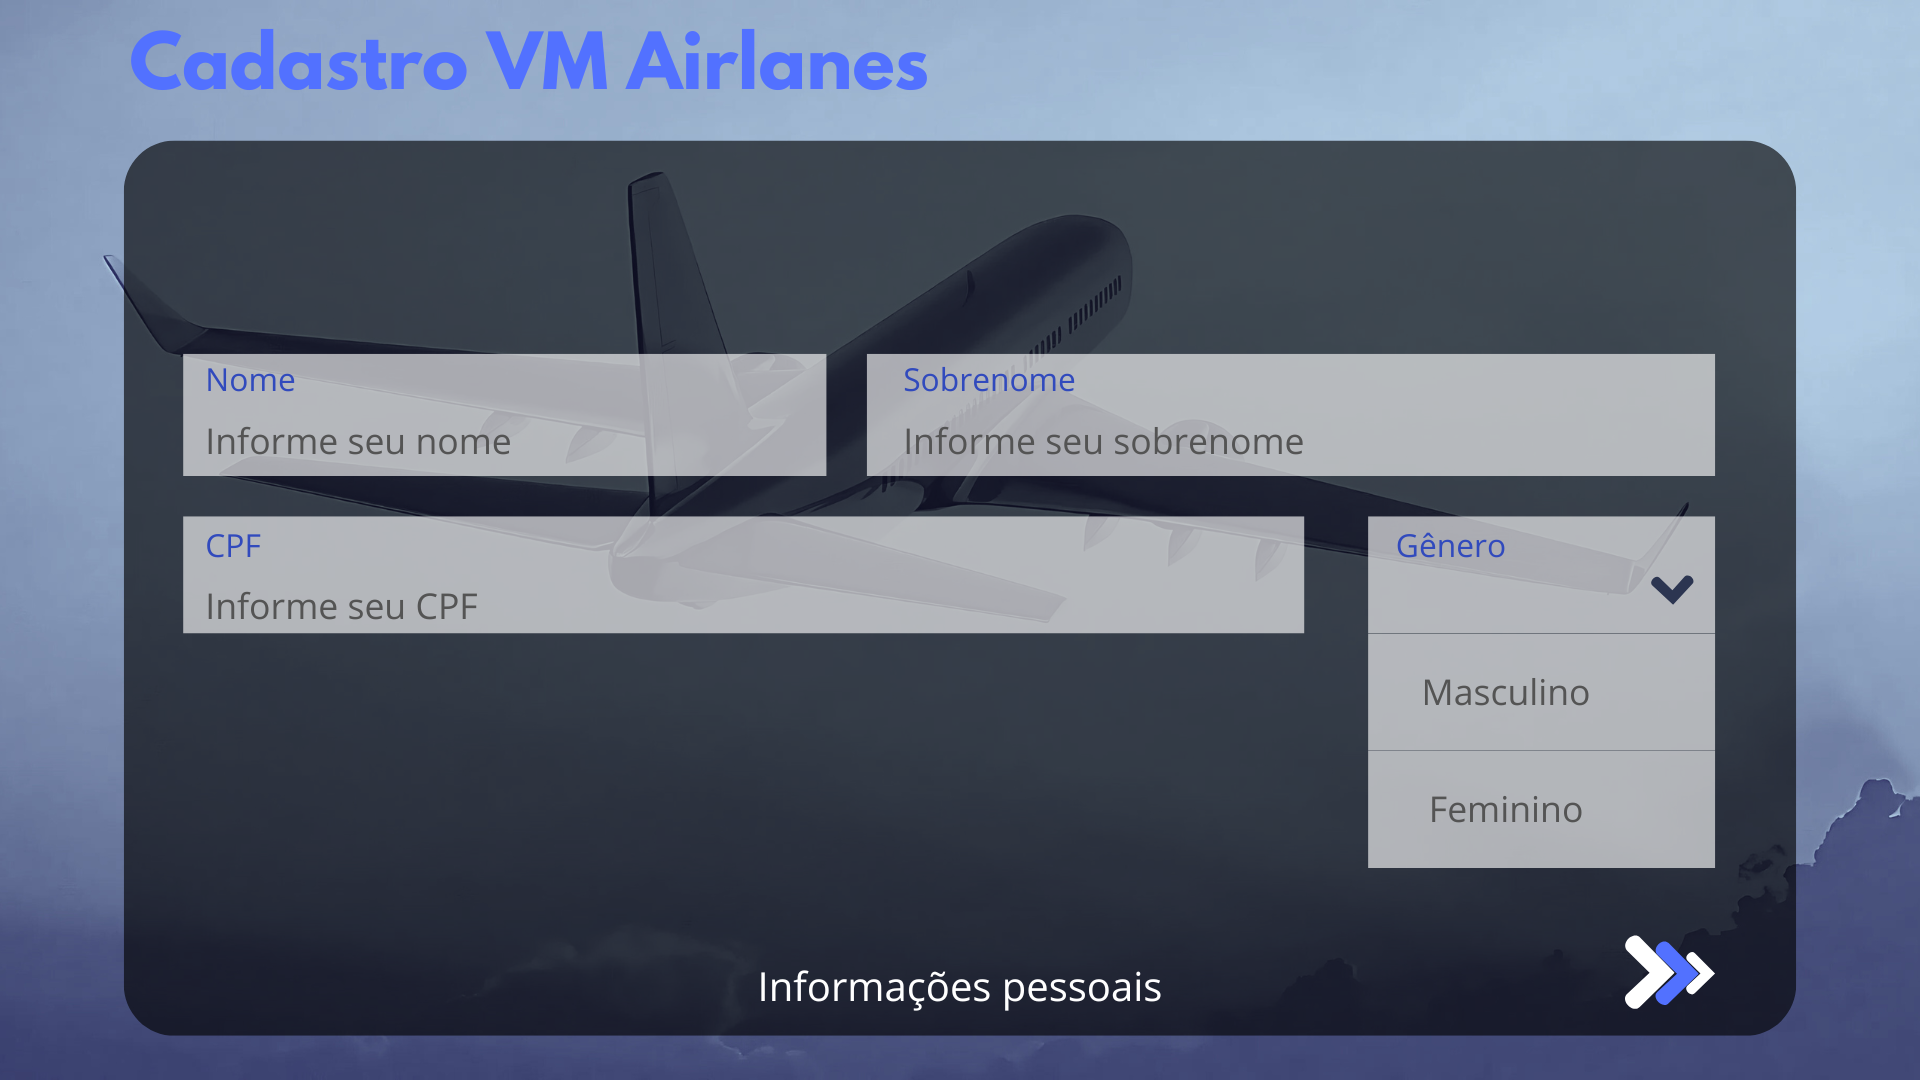 Cadastro VM Airlanes
Nome
Sobrenome
Informe seu nome
Informe seu sobrenome
CPF
Gênero
Informe seu CPF
Masculino
Feminino
Informações pessoais